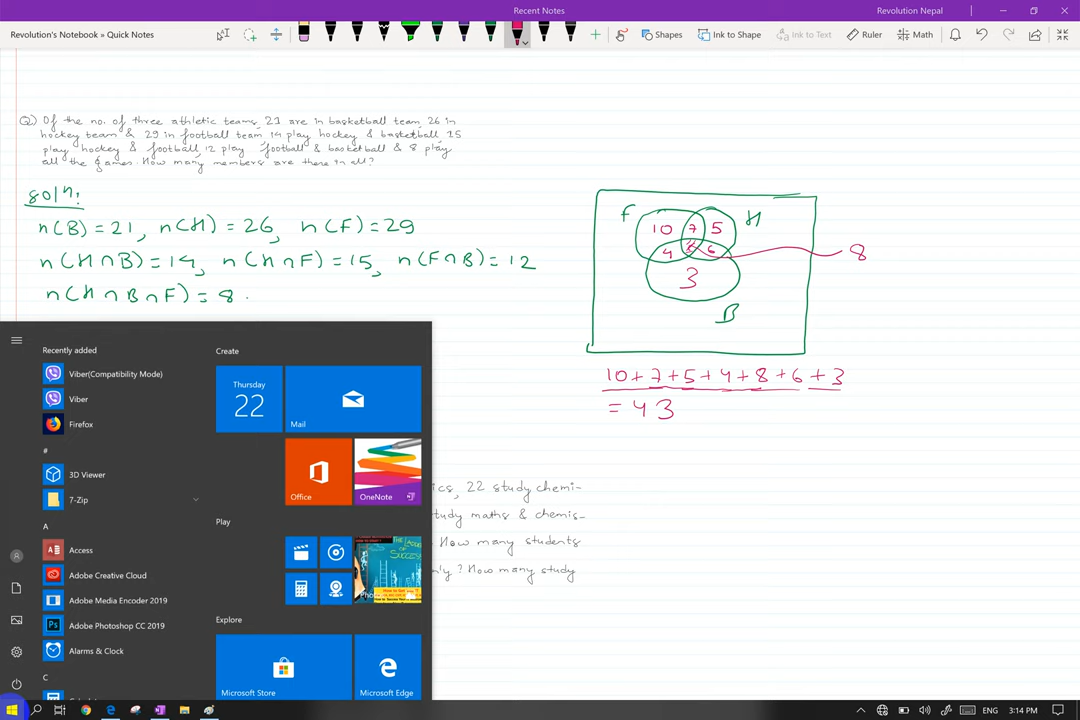 Recent Notes
Revolution Nepal
Revolution's Notebook » Quick Notes
Shapes
Ink to Shape
Ink to Text
Ruler
Math
Q) Of the no. of three athletic teams, 21 are in basketball team, 26 in
hockey team & 29 in football team, 14 play hockey & basketball, 15
play hockey & football, 12 play football & basketball & 8 play
all the games. How many members are there in all?
soln:
n(B) = 21, n(H) = 26, n(F) = 29
n(H∩B) = 14, n(H∩F) = 15, n(F∩B) = 12
n(H∩B∩F) = 8.
F
H
10 7 5
4 8 6
8
3
B
10+7+5+4+8+6+3
= 43
Recently added
Viber(Compatibility Mode)
Viber
Firefox
#
3D Viewer
7-Zip
A
Access
Adobe Creative Cloud
Adobe Media Encoder 2019
Adobe Photoshop CC 2019
Alarms & Clock
C
Create
Thursday
22
Mail
Office
OneNote
Play
Explore
Microsoft Store
Microsoft Edge
ics, 22 study chemi-
study maths & chemis-
How many students
only? How many study
ENG
3:14 PM